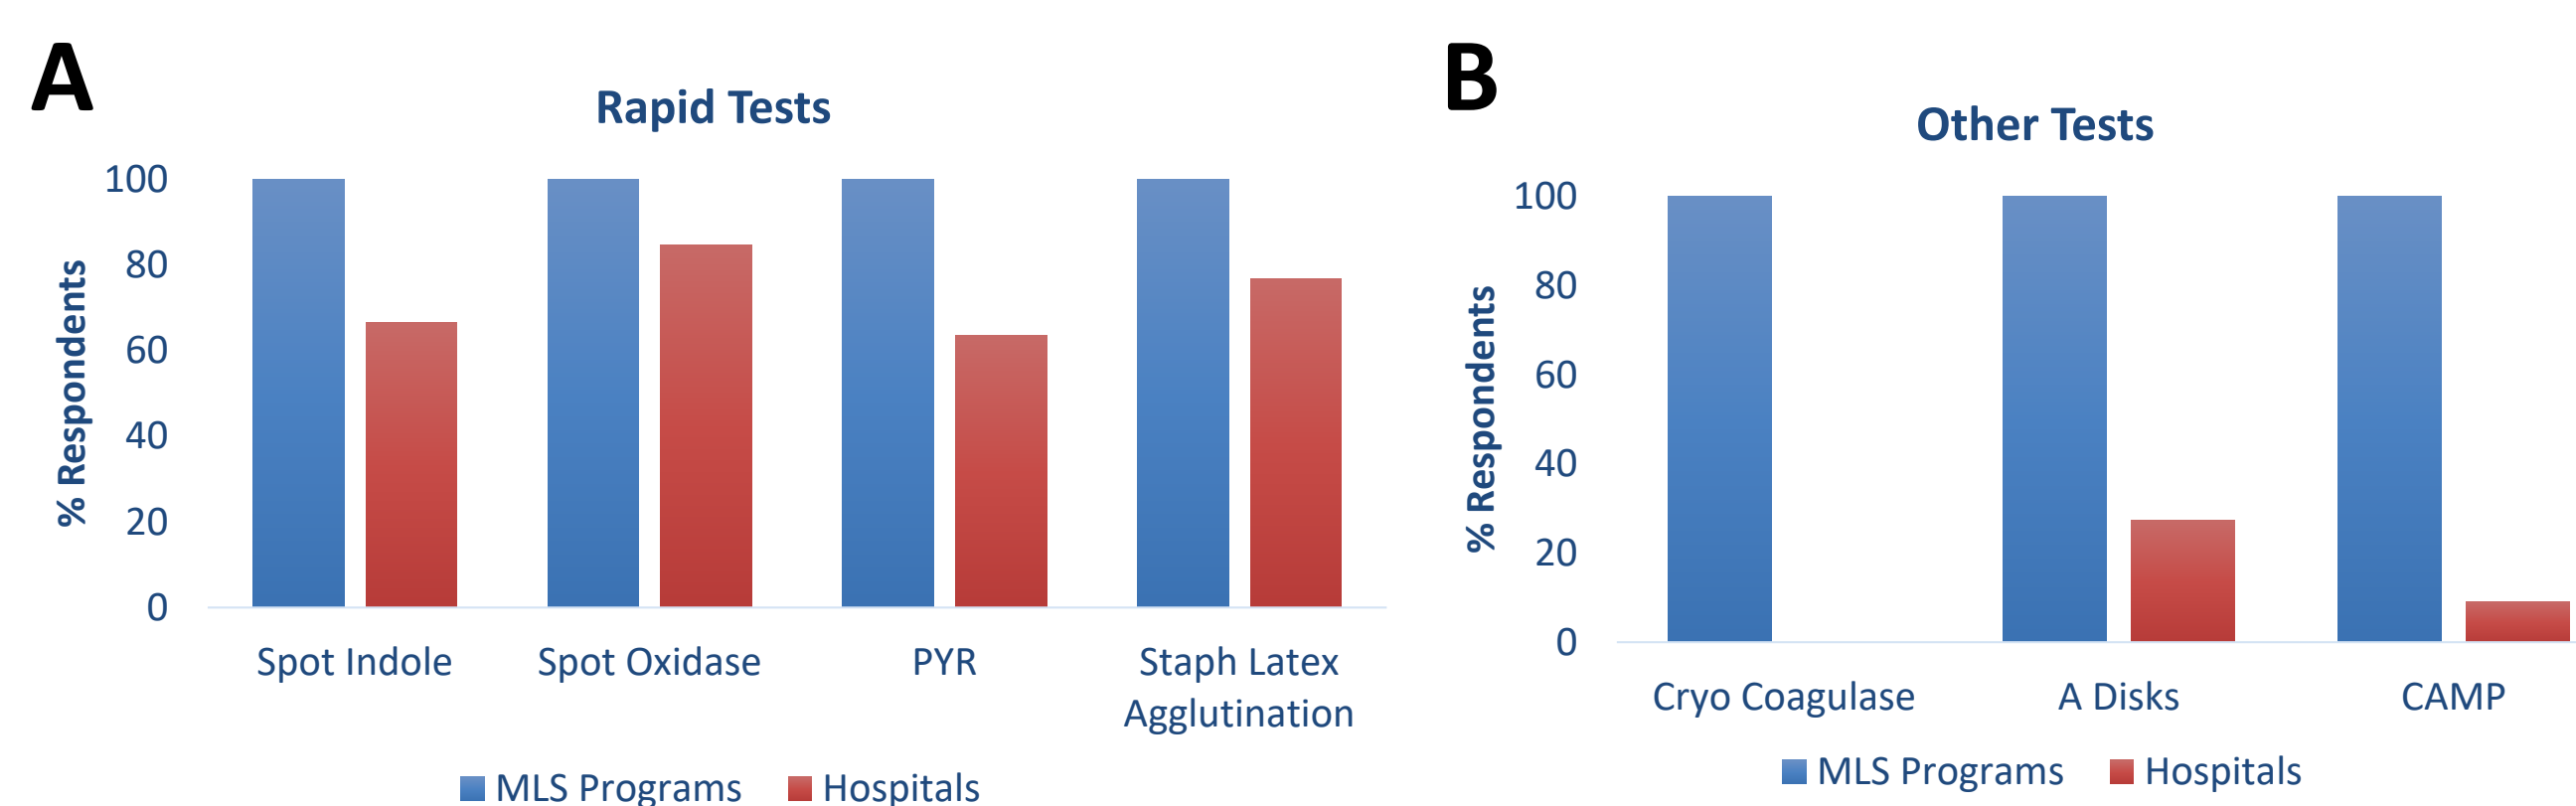 A
Rapid Tests
% Respondents
100
80
60
40
20
0
Spot Indole
Spot Oxidase
PYR
Staph Latex
Agglutination
MLS Programs
Hospitals
B
Other Tests
% Respondents
100
80
60
40
20
0
Cryo Coagulase
A Disks
CAMP
MLS Programs
Hospitals